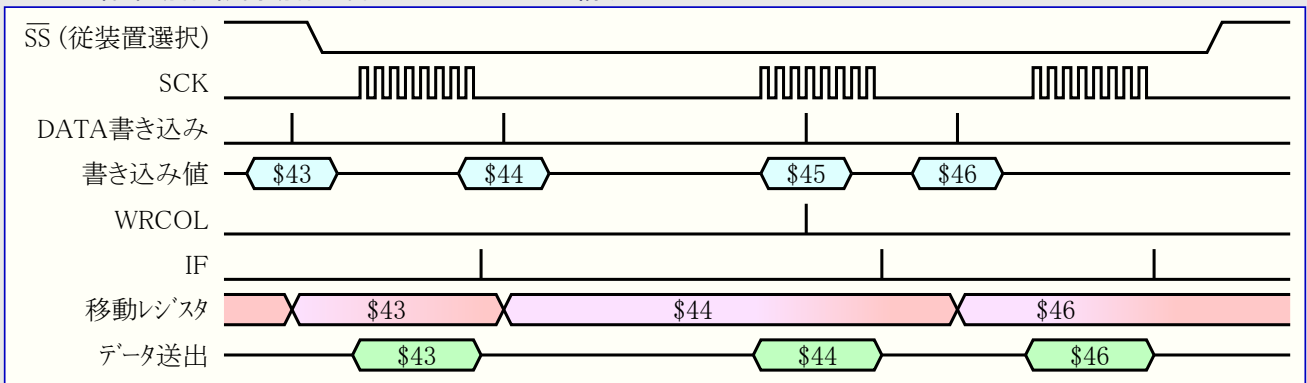 SS (従装置選択)
SCK
DATA書き込み
書き込み値 $43 $44 $45 $46
WRCOL
IF
移動レジスタ $43 $44 $46
データ送出 $43 $44 $46